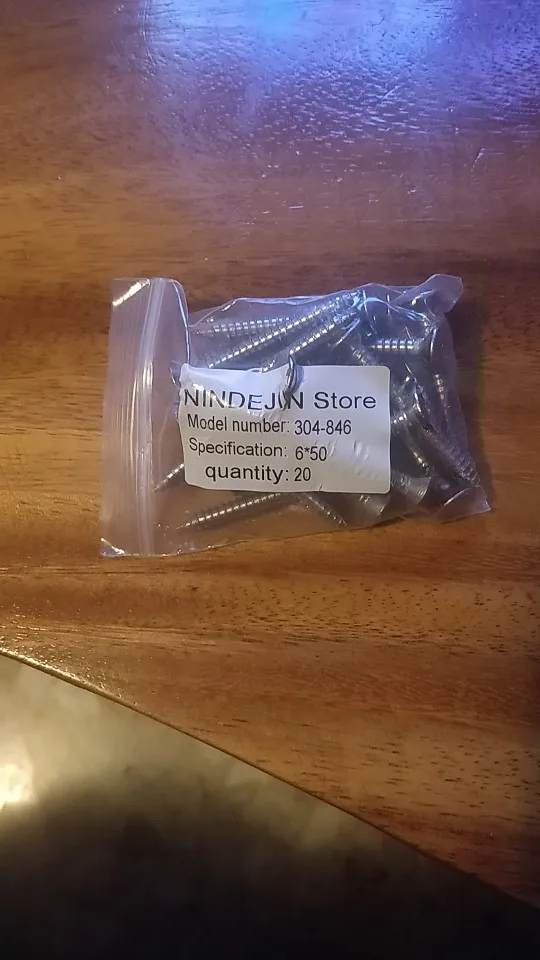 NINDEJIN Store
Model number: 304-846
Specification: 6*50
quantity: 20